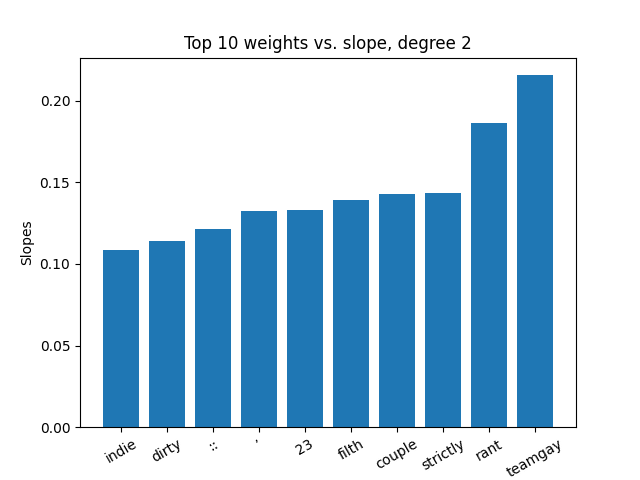 Top 10 weights vs. slope, degree 2
Slopes
0.20
0.15
0.10
0.05
0.00
indie
dirty
::
'
23
filth
couple
strictly
rant
teamgay